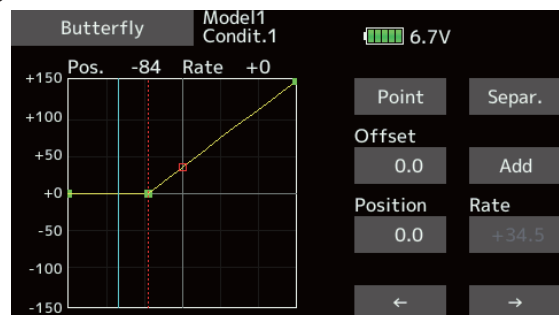 Butterfly
Model1
Condit.1
6.7V
Pos. -84 Rate +0
+150
+100
+50
+0
-50
-100
-150
Point Separ.
Offset
0.0 Add
Position Rate
0.0 +34.5
← →